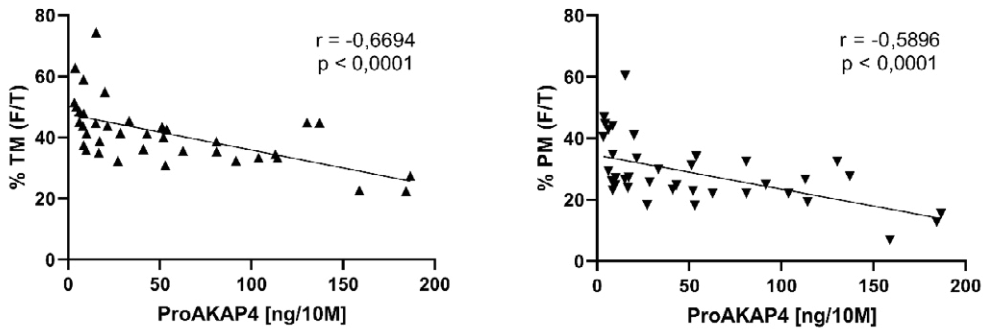 80
60
40
20
0
% TM (F/T)
r = -0,6694
p < 0,0001
0 50 100 150 200
ProAKAP4 [ng/10M]
80
60
40
20
0
% PM (F/T)
r = -0,5896
p < 0,0001
0 50 100 150 200
ProAKAP4 [ng/10M]